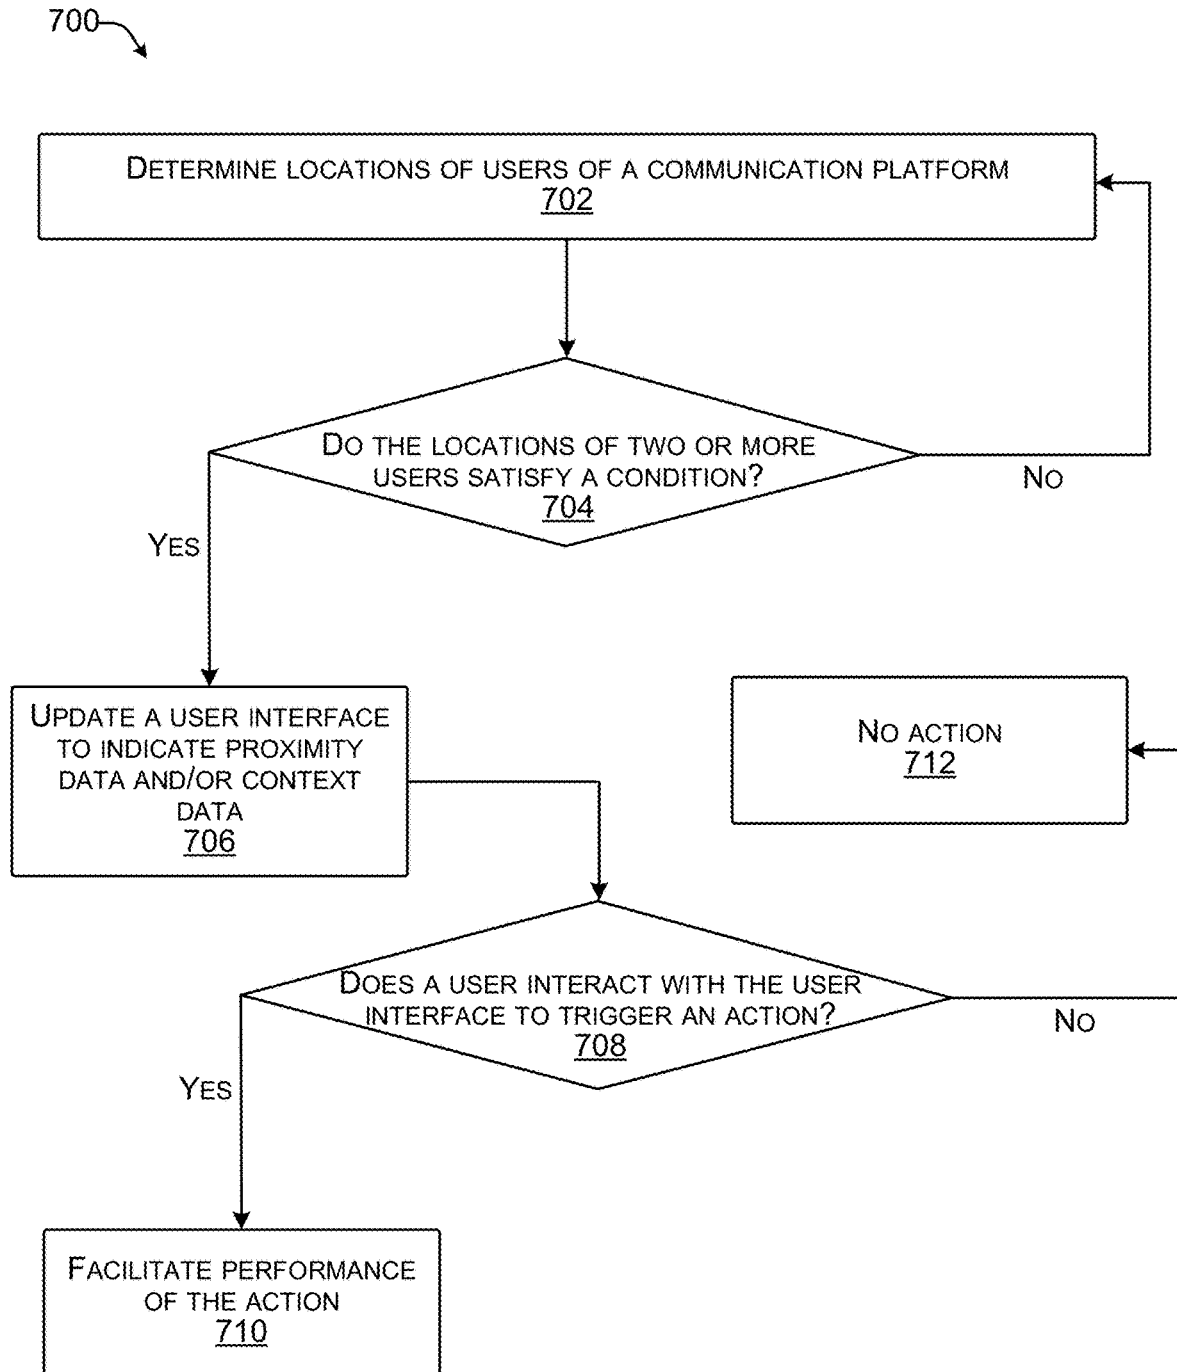 700
DETERMINE LOCATIONS OF USERS OF A COMMUNICATION PLATFORM
702
DO THE LOCATIONS OF TWO OR MORE
USERS SATISFY A CONDITION?
704
NO
YES
UPDATE A USER INTERFACE
TO INDICATE PROXIMITY
DATA AND/OR CONTEXT
DATA
706
NO ACTION
712
DOES A USER INTERACT WITH THE USER
INTERFACE TO TRIGGER AN ACTION?
708
NO
YES
FACILITATE PERFORMANCE
OF THE ACTION
710